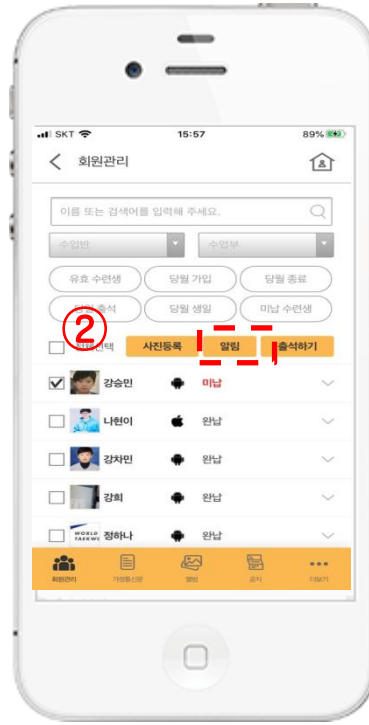 SKT 15:57 89%
회원관리
이름 또는 검색어를 입력해 주세요.
수업반 수업부
유효 수련생 당월 가입 당월 종료
당월 출석 당월 생일 미납 수련생
②
전체선택 사진등록 알림 출석하기
강승민 미납
나현이 완납
강차민 완납
강희 완납
WORLD
TAEKW
정하나 완납
회원관리 가정통신문 앨범 공지 더보기